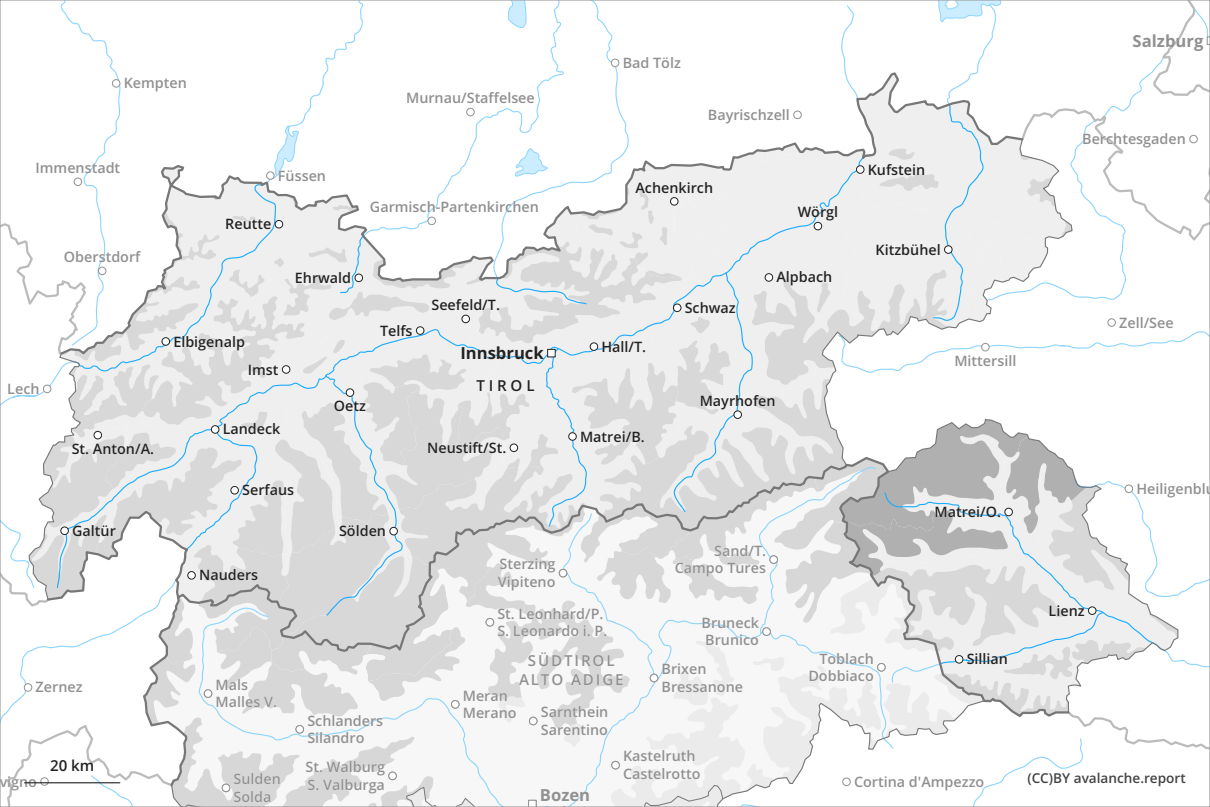 Salzburg
Bad Tölz
Kempten
Murnau/Staffelsee
Bayrischzell
Berchtesgaden
Immenstadt
Füssen
Kufstein
Achenkirch
Garmisch-Partenkirchen
Wörgl
Reutte
Kitzbühel
Oberstdorf
Ehrwald
Alpbach
Seefeld/T.
Schwaz
Zell/See
Telfs
Elbigenalp
Innsbruck
Hall/T.
Mittersill
Imst
TIROL
Lech
Oetz
Mayrhofen
Landeck
Matrei/B.
St. Anton/A.
Neustift/St.
Serfaus
Heiligenblu
Matrei/O.
Galtür
Sölden
Sand/T.
Campo Tures
Sterzing
Vipiteno
Nauders
Lienz
St. Leonhard/P.
S. Leonardo i. P.
Bruneck
Brunico
SÜDTIROL
ALTO ADIGE
Toblach
Dobbiaco
Sillian
Brixen
Bressanone
Zernez
Mals
Malles V.
Meran
Merano
Sarnthein
Sarentino
Schlanders
Silandro
Kastelruth
Castelrotto
St. Walburg
S. Valburga
20 km
vigno
Sulden
Solda
Cortina d'Ampezzo
(CC)BY avalanche.report
Bozen